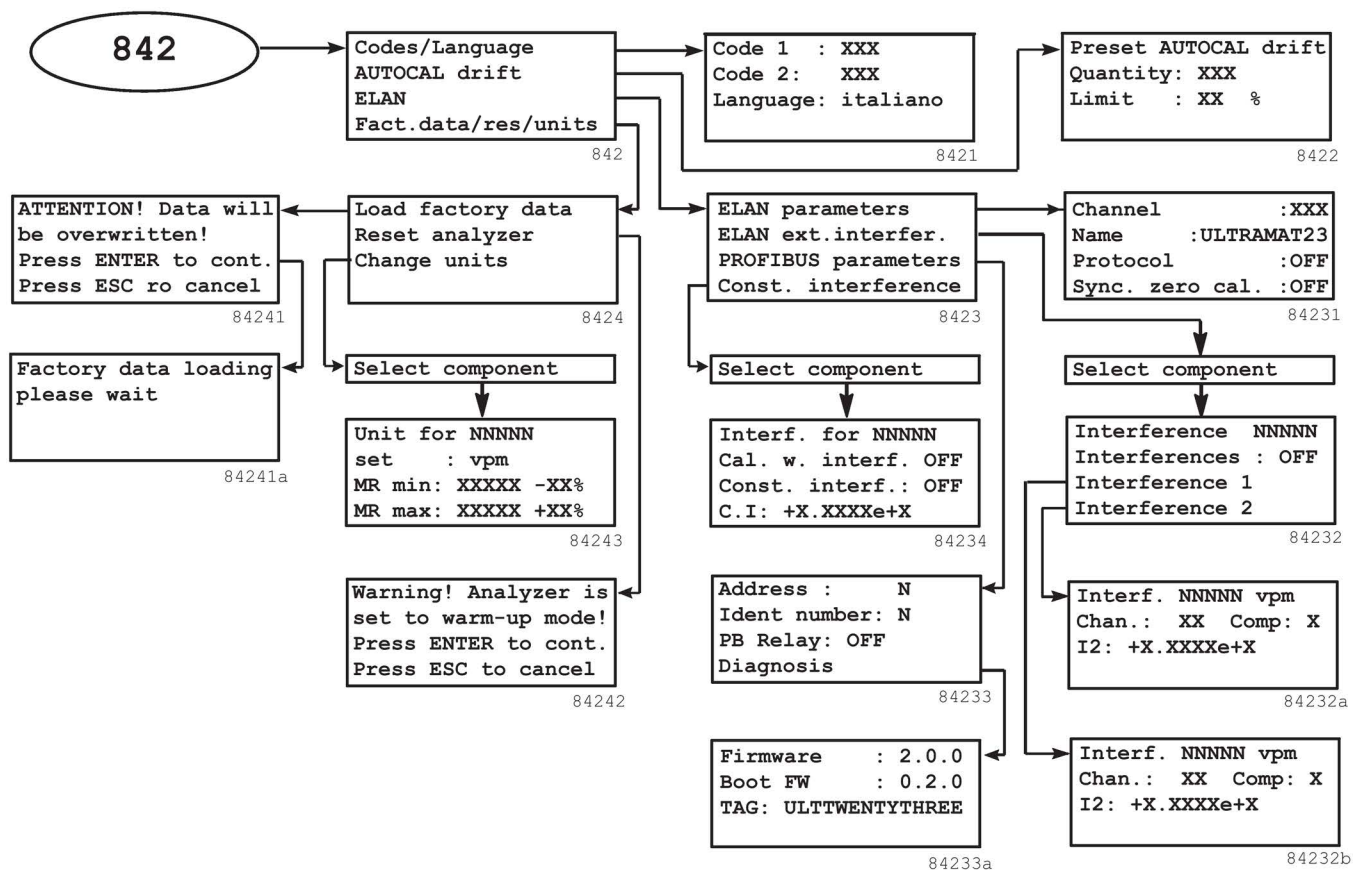 842
Codes/Language
AUTOCAL drift
ELAN
Fact.data/res/units
842
Code 1 : XXX
Code 2: XXX
Language: italiano
8421
Preset AUTOCAL drift
Quantity: XXX
Limit : XX %
8422
ATTENTION! Data will
be overwritten!
Press ENTER to cont.
Press ESC ro cancel
84241
Load factory data
Reset analyzer
Change units
8424
ELAN parameters
ELAN ext.interfer.
PROFIBUS parameters
Const. interference
8423
Channel :XXX
Name :ULTRAMAT23
Protocol :OFF
Sync. zero cal. :OFF
84231
Factory data loading
please wait
84241a
Select component
Unit for NNNNN
set : vpm
MR min: XXXXX -XX%
MR max: XXXXX +XX%
84243
Select component
Interf. for NNNNN
Cal. w. interf. OFF
Const. interf.: OFF
C.I: +X.XXXXe+X
84234
Select component
Interference NNNNN
Interferences : OFF
Interference 1
Interference 2
84232
Warning! Analyzer is
set to warm-up mode!
Press ENTER to cont.
Press ESC to cancel
84242
Address : N
Ident number: N
PB Relay: OFF
Diagnosis
84233
Interf. NNNNN vpm
Chan.: XX Comp: X
I2: +X.XXXXe+X
84232a
Firmware : 2.0.0
Boot FW : 0.2.0
TAG: ULTTWENTYTHREE
84233a
Interf. NNNNN vpm
Chan.: XX Comp: X
I2: +X.XXXXe+X
84232b